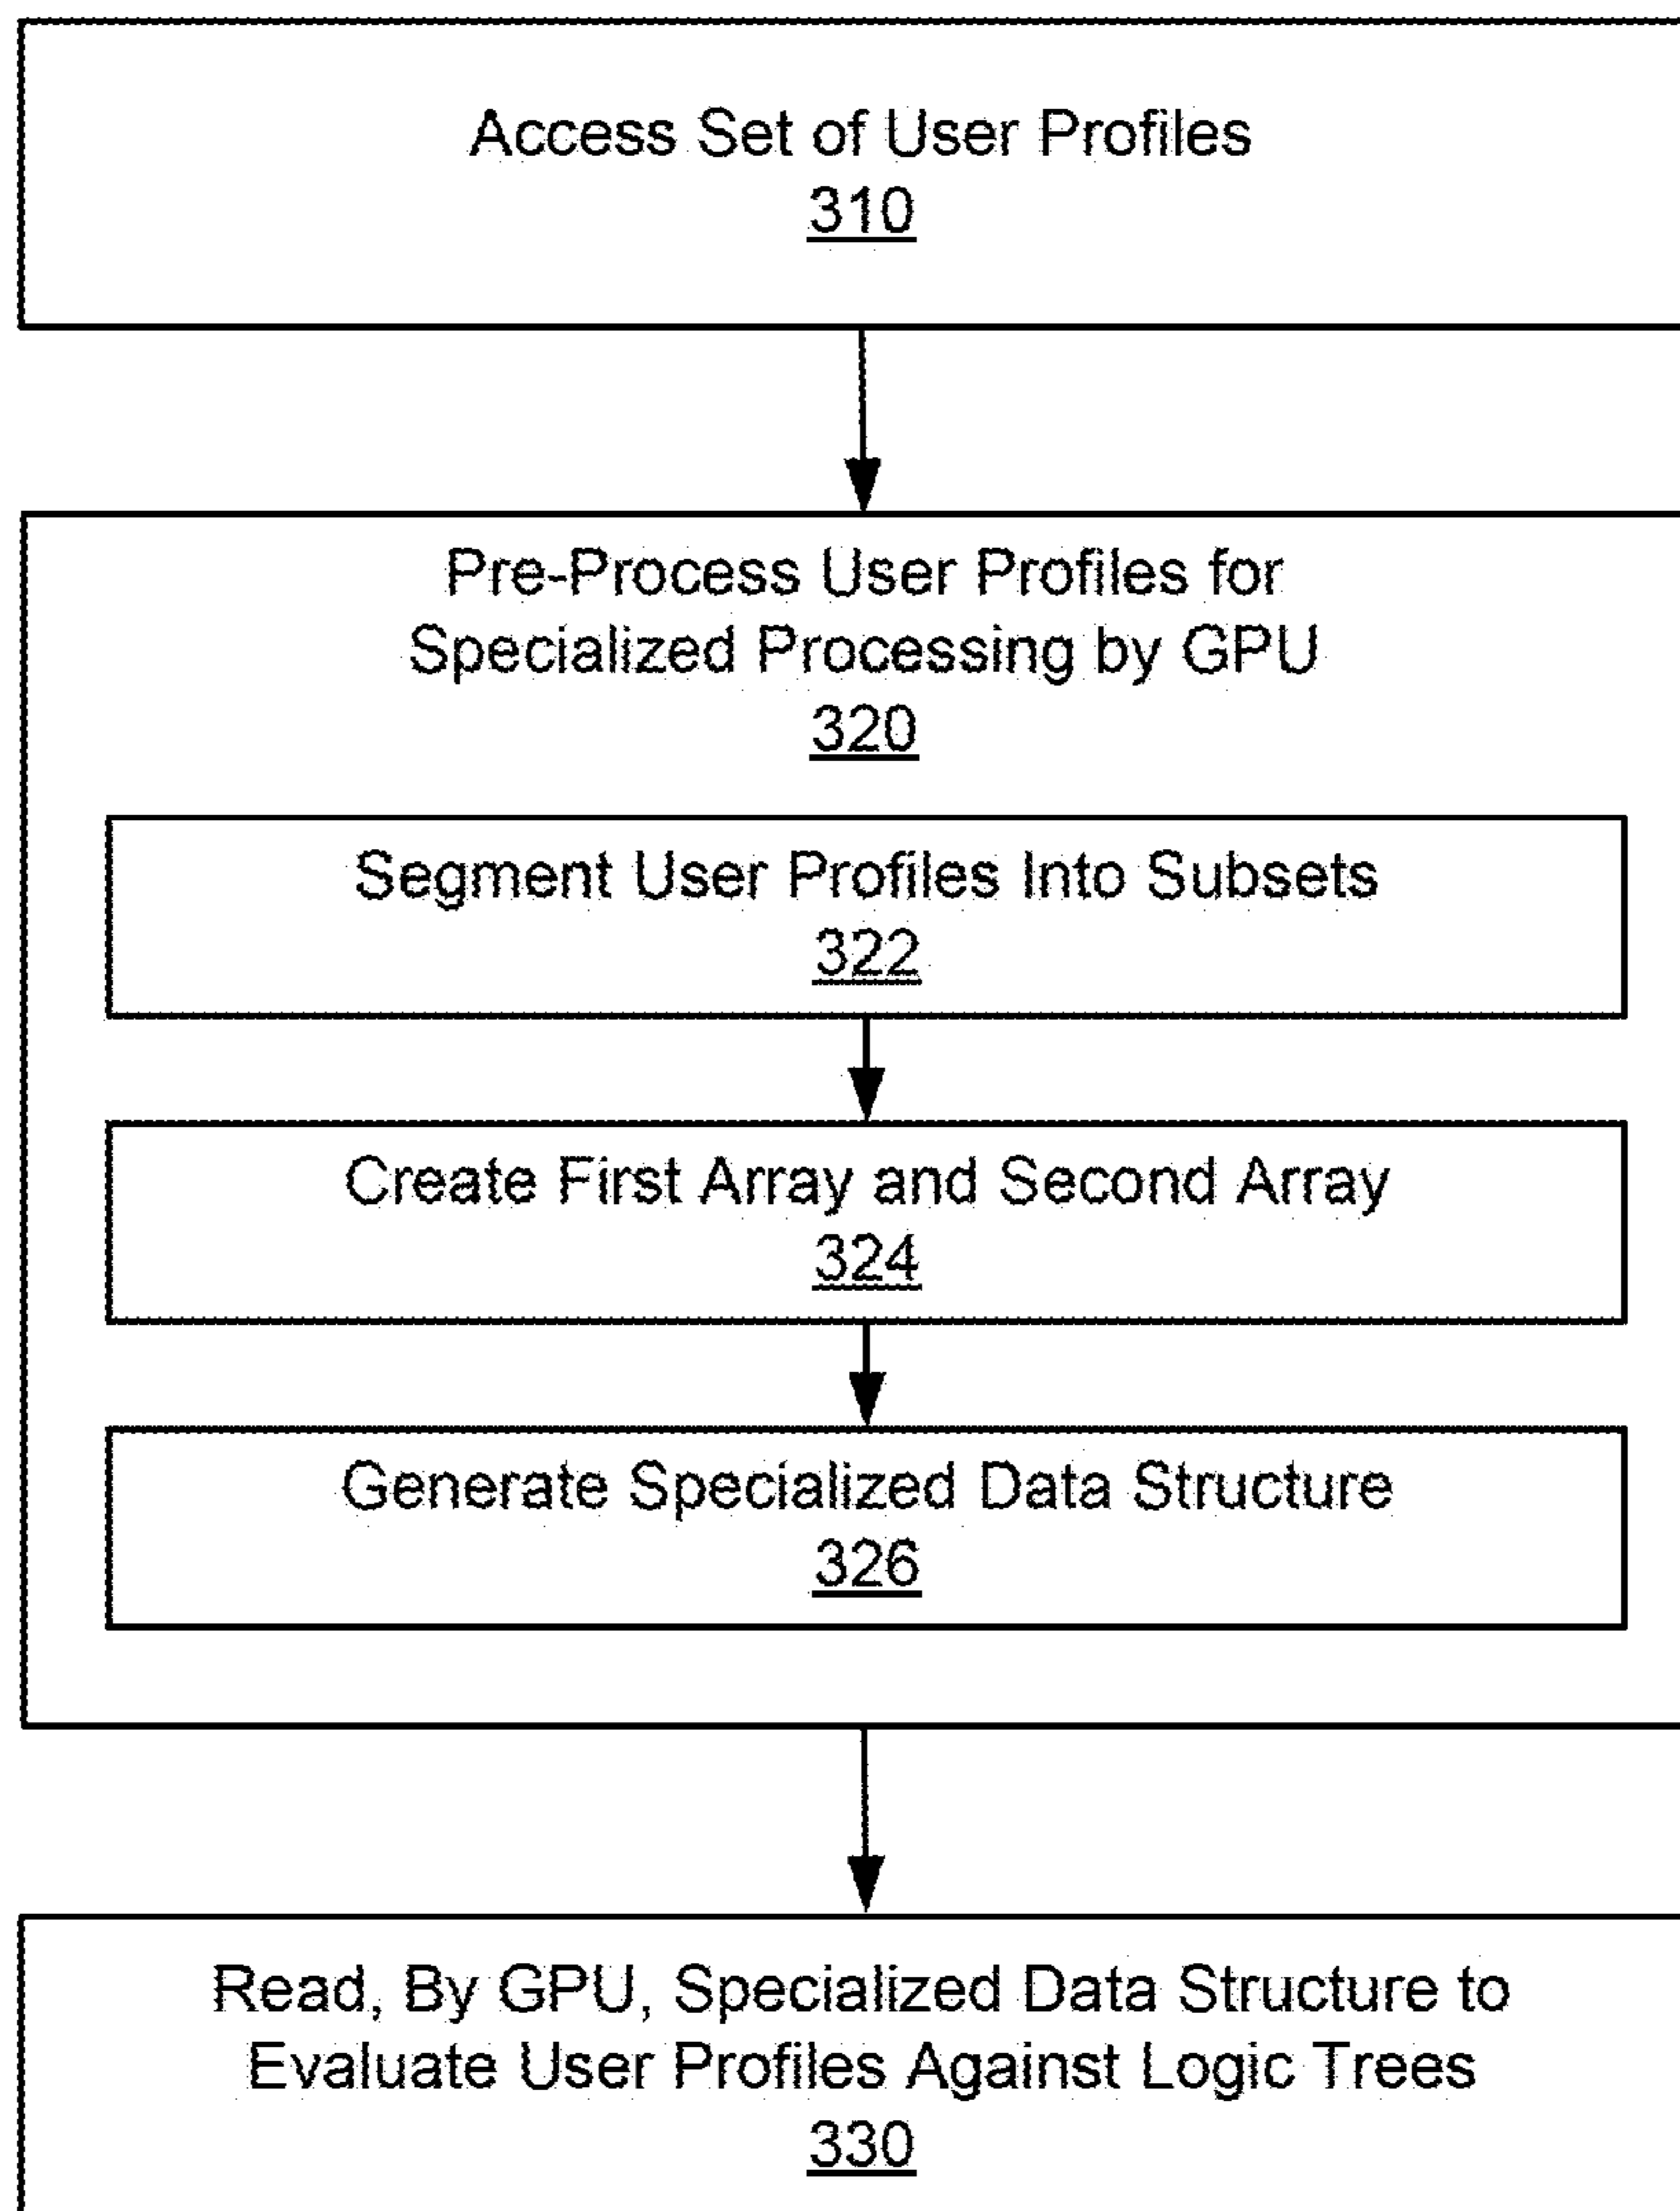 Access Set of User Profiles
310
Pre-Process User Profiles for
Specialized Processing by GPU
320
Segment User Profiles Into Subsets
322
Create First Array and Second Array
324
Generate Specialized Data Structure
326
Read, By GPU, Specialized Data Structure to
Evaluate User Profiles Against Logic Trees
330